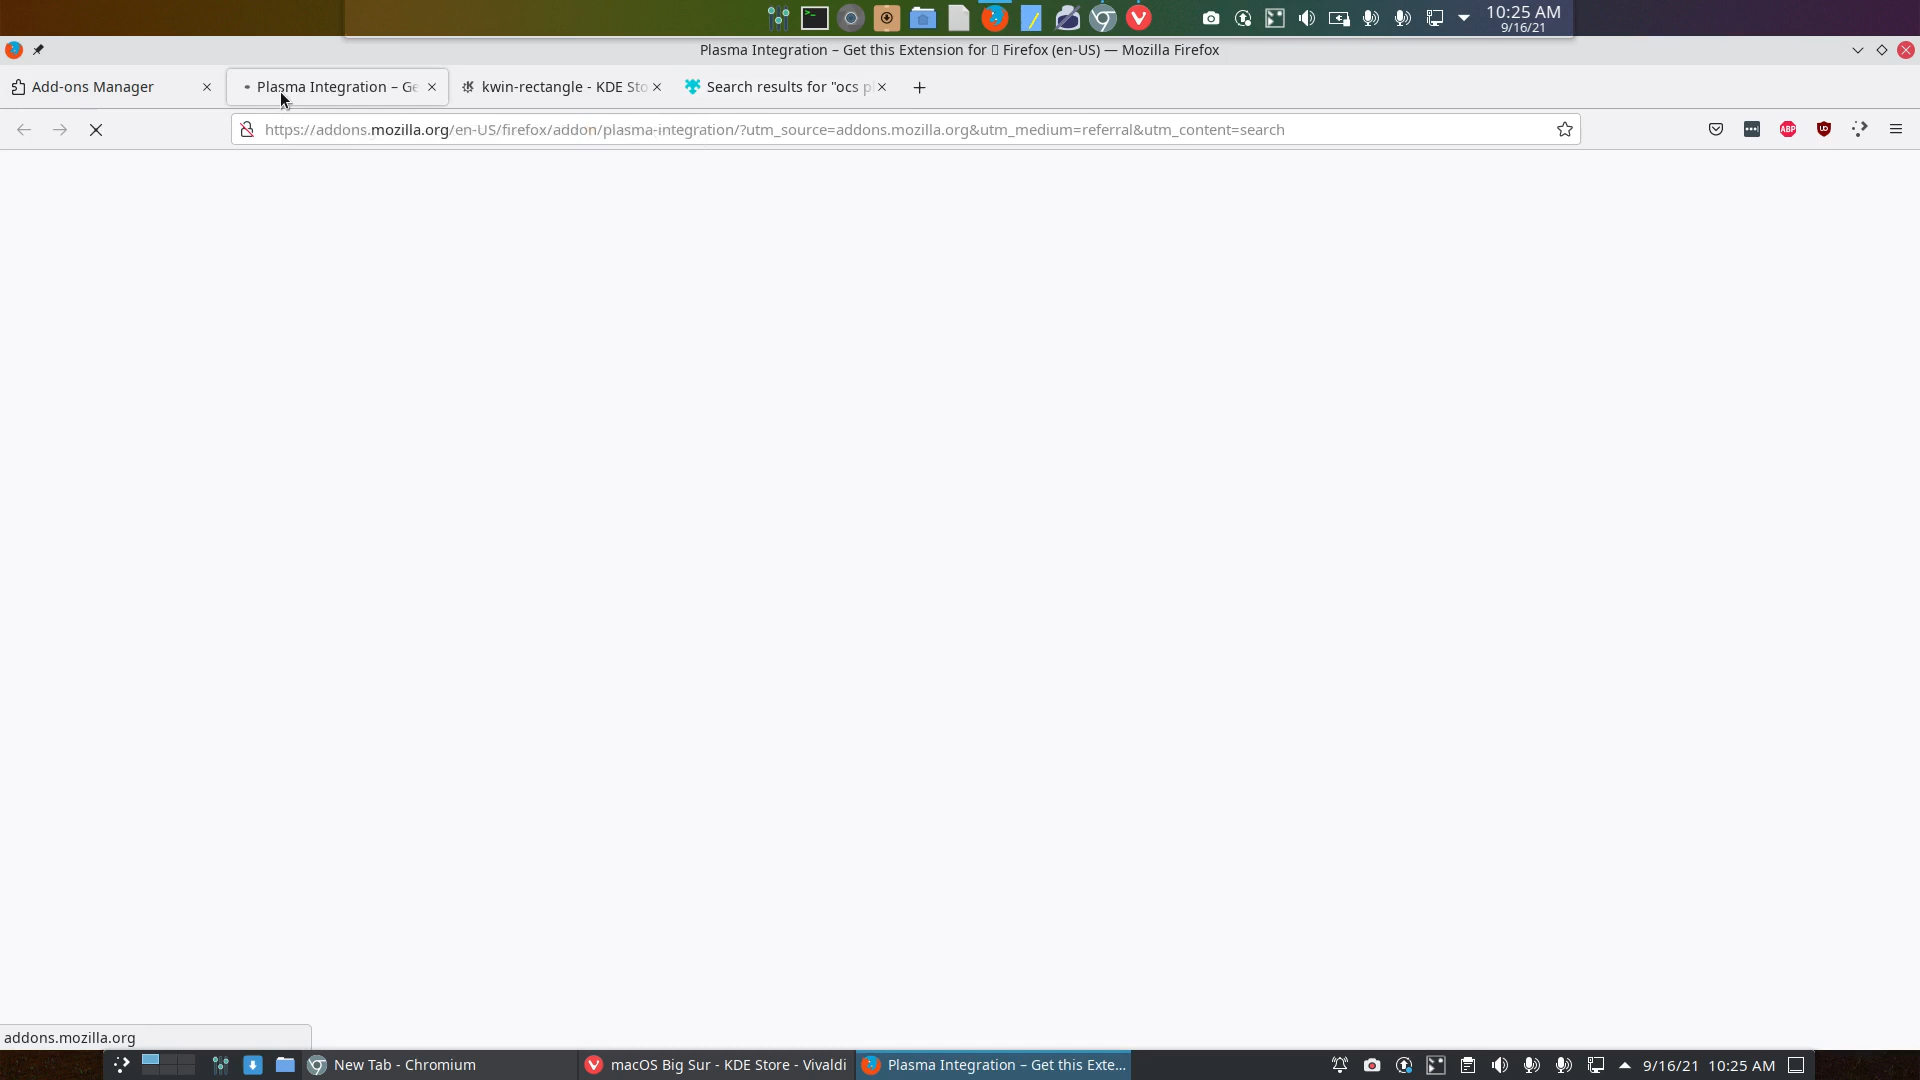 10:25 AM
9/16/21
Plasma Integration – Get this Extension for ▯ Firefox (en-US) — Mozilla Firefox
Add-ons Manager
Plasma Integration – Ge
kwin-rectangle - KDE Sto
Search results for "ocs p
https://addons.mozilla.org/en-US/firefox/addon/plasma-integration/?utm_source=addons.mozilla.org&utm_medium=referral&utm_content=search
ABP
addons.mozilla.org
New Tab - Chromium
macOS Big Sur - KDE Store - Vivaldi
Plasma Integration – Get this Exte...
9/16/21 10:25 AM